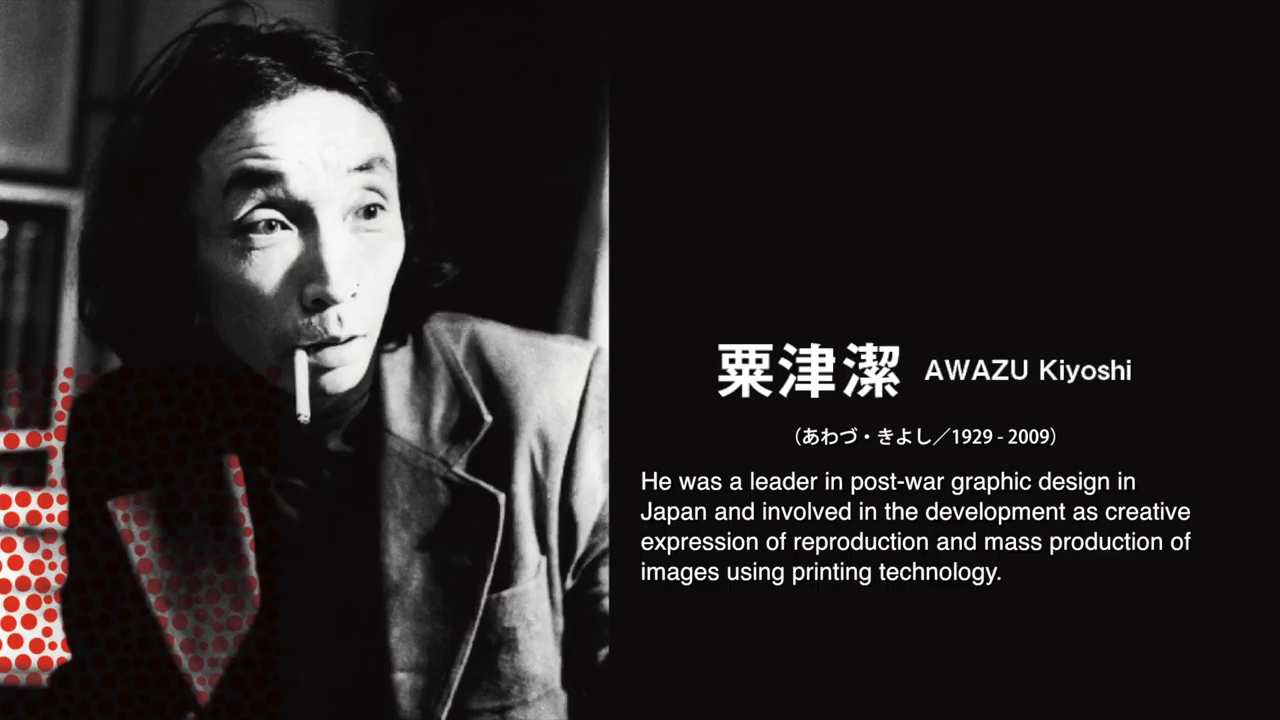 粟津潔 AWAZU Kiyoshi
（あわづ・きよし／1929 - 2009）
He was a leader in post-war graphic design in
Japan and involved in the development as creative
expression of reproduction and mass production of
images using printing technology.